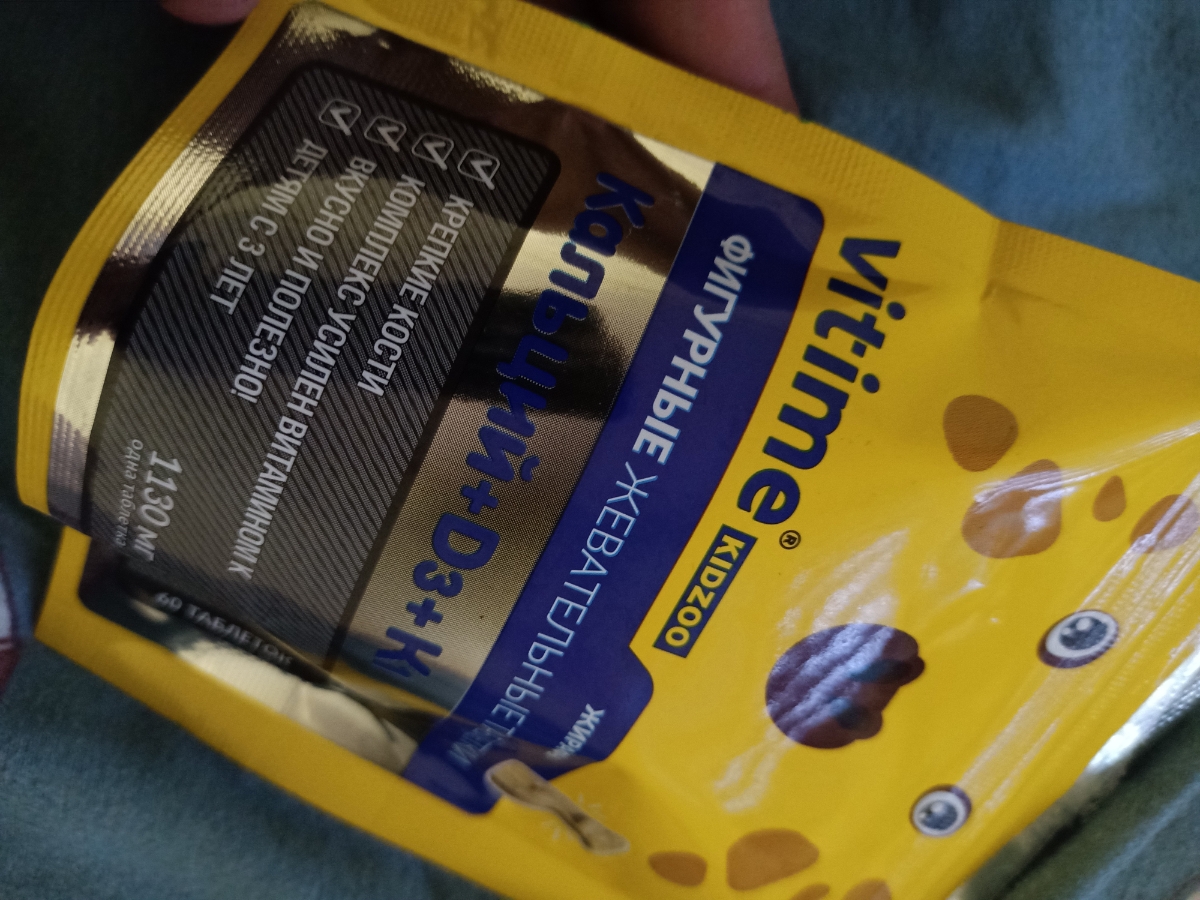 vitime®
KIDZOO
ФИГУРНЫЕ ЖЕВАТЕЛЬНЫЕ
Кальций+D3+К
КРЕПКИЕ КОСТИ
КОМПЛЕКС УСИЛЕН ВИТАМИНОМ К
ВКУСНО И ПОЛЕЗНО!
ДЕТЯМ С 3 ЛЕТ
1130 МГ
одна таблетка
60 ТАБЛЕТОК